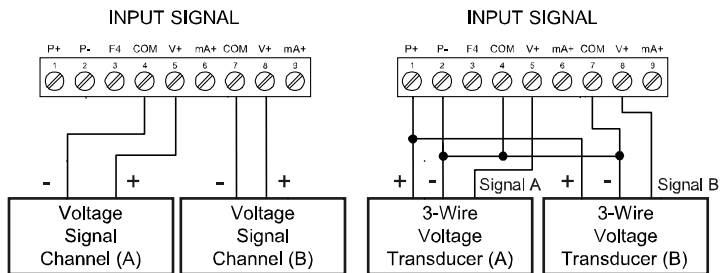 INPUT SIGNAL
P+ P- F4 COM V+ mA+ COM V+ mA+
1 2 3 4 5 6 7 8 9
- + - +
Voltage
Signal
Channel (A)
Voltage
Signal
Channel (B)
INPUT SIGNAL
P+ P- F4 COM V+ mA+ COM V+ mA+
1 2 3 4 5 6 7 8 9
+ - Signal A + - Signal B
3-Wire
Voltage
Transducer (A)
3-Wire
Voltage
Transducer (B)